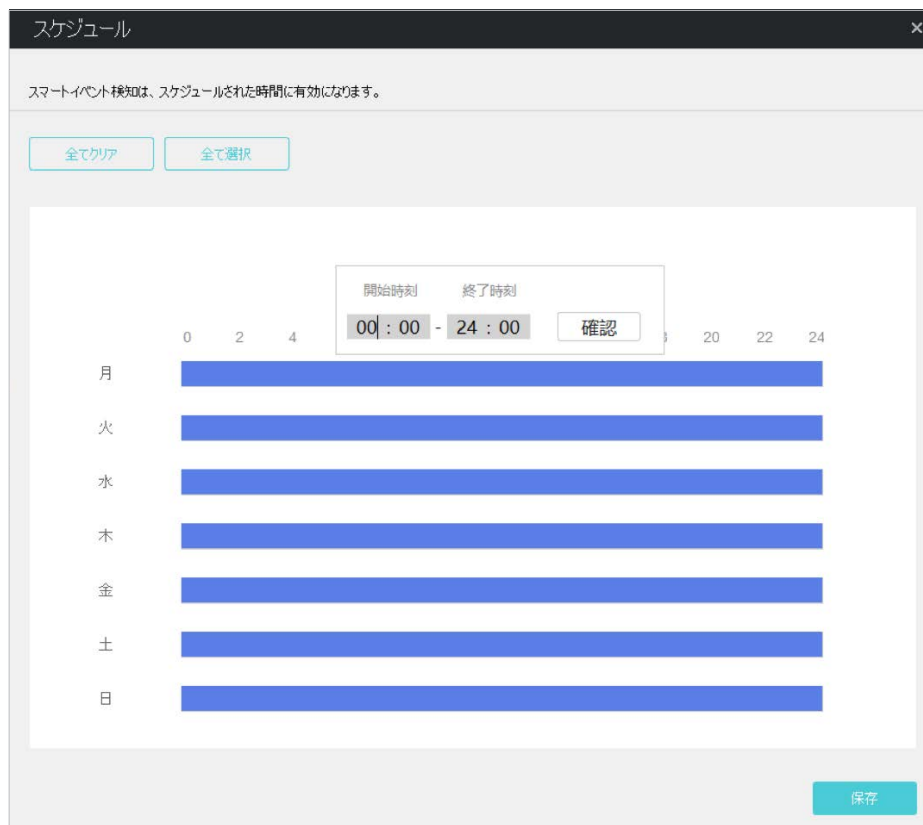 スケジュール ×
スマートイベント検知は、スケジュールされた時間に有効になります。
全てクリア 全て選択
開始時刻 終了時刻
00 : 00 - 24 : 00 確認
0 2 4 20 22 24
月
火
水
木
金
土
日
保存